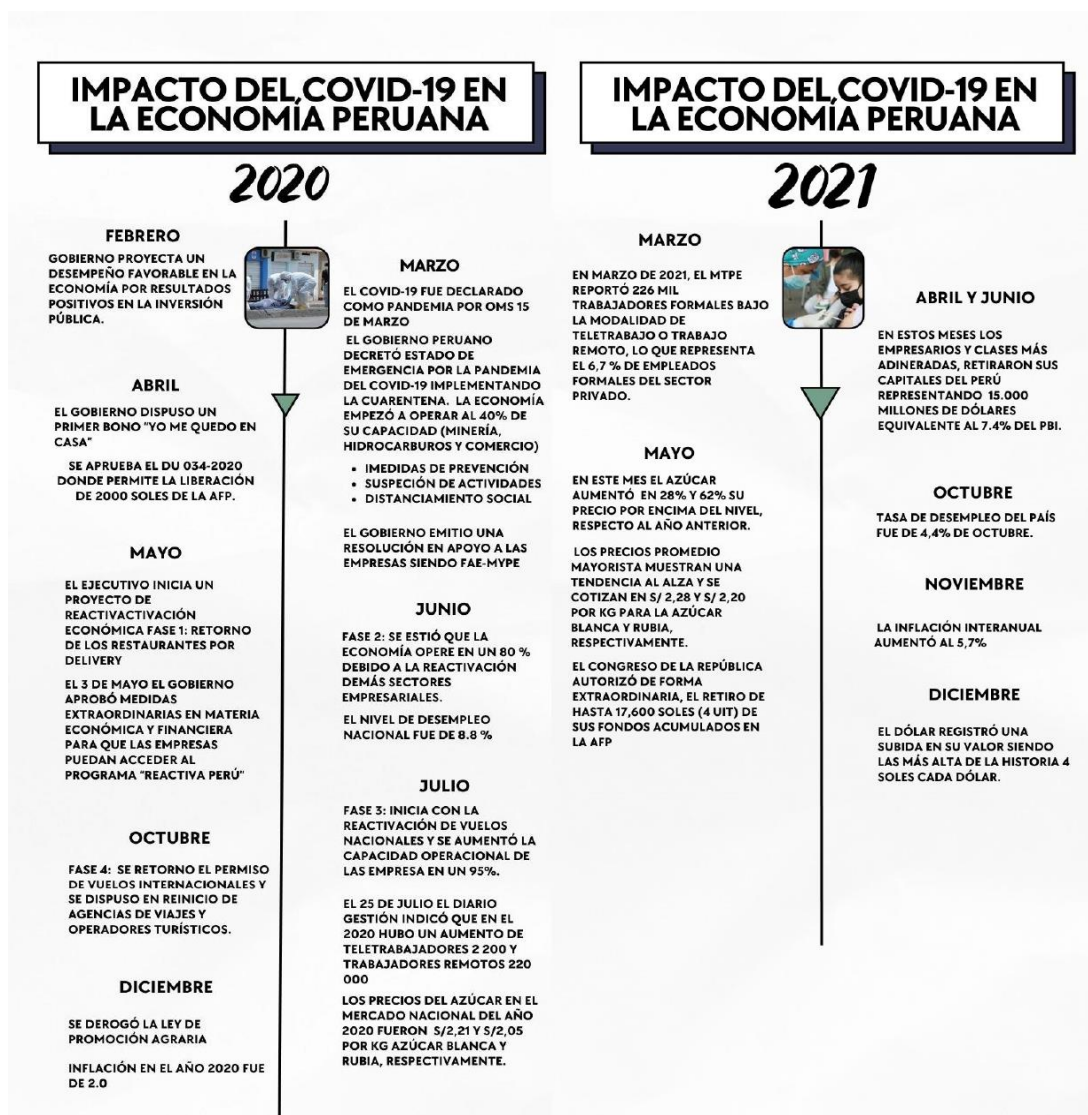 IMPACTO DEL COVID-19 EN
LA ECONOMÍA PERUANA
2020
FEBRERO
GOBIERNO PROYECTA UN
DESEMPEÑO FAVORABLE EN LA
ECONOMÍA POR RESULTADOS
POSITIVOS EN LA INVERSIÓN
PÚBLICA.
MARZO
EL COVID-19 FUE DECLARADO
COMO PANDEMIA POR OMS 15
DE MARZO
EL GOBIERNO PERUANO
DECRETÓ ESTADO DE
EMERGENCIA POR LA PANDEMIA
DEL COVID-19 IMPLEMENTANDO
LA CUARENTENA. LA ECONOMÍA
EMPEZÓ A OPERAR AL 40% DE
SU CAPACIDAD (MINERÍA,
HIDROCARBUROS Y COMERCIO)
• IMEDIDAS DE PREVENCIÓN
• SUSPECIÓN DE ACTIVIDADES
• DISTANCIAMIENTO SOCIAL
EL GOBIERNO EMITIO UNA
RESOLUCIÓN EN APOYO A LAS
EMPRESAS SIENDO FAE-MYPE
ABRIL
EL GOBIERNO DISPUSO UN
PRIMER BONO "YO ME QUEDO EN
CASA"
SE APRUEBA EL DU 034-2020
DONDE PERMITE LA LIBERACIÓN
DE 2000 SOLES DE LA AFP.
MAYO
EL EJECUTIVO INICIA UN
PROYECTO DE
REACTIVACTIVACIÓN
ECONÓMICA FASE 1: RETORNO
DE LOS RESTAURANTES POR
DELIVERY
EL 3 DE MAYO EL GOBIERNO
APROBÓ MEDIDAS
EXTRAORDINARIAS EN MATERIA
ECONÓMICA Y FINANCIERA
PARA QUE LAS EMPRESAS
PUEDAN ACCEDER AL
PROGRAMA "REACTIVA PERÚ"
JUNIO
FASE 2: SE ESTIÓ QUE LA
ECONOMÍA OPERE EN UN 80 %
DEBIDO A LA REACTIVACIÓN
DEMÁS SECTORES
EMPRESARIALES.
EL NIVEL DE DESEMPLEO
NACIONAL FUE DE 8.8 %
JULIO
FASE 3: INICIA CON LA
REACTIVACIÓN DE VUELOS
NACIONALES Y SE AUMENTÓ LA
CAPACIDAD OPERACIONAL DE
LAS EMPRESA EN UN 95%.
EL 25 DE JULIO EL DIARIO
GESTIÓN INDICÓ QUE EN EL
2020 HUBO UN AUMENTO DE
TELETRABAJADORES 2 200 Y
TRABAJADORES REMOTOS 220
000
LOS PRECIOS DEL AZÚCAR EN EL
MERCADO NACIONAL DEL AÑO
2020 FUERON S/2,21 Y S/2,05
POR KG AZÚCAR BLANCA Y
RUBIA, RESPECTIVAMENTE.
OCTUBRE
FASE 4: SE RETORNO EL PERMISO
DE VUELOS INTERNACIONALES Y
SE DISPUSO EN REINICIO DE
AGENCIAS DE VIAJES Y
OPERADORES TURÍSTICOS.
DICIEMBRE
SE DEROGÓ LA LEY DE
PROMOCIÓN AGRARIA
INFLACIÓN EN EL AÑO 2020 FUE
DE 2.0
IMPACTO DEL COVID-19 EN
LA ECONOMÍA PERUANA
2021
MARZO
EN MARZO DE 2021, EL MTPE
REPORTÓ 226 MIL
TRABAJADORES FORMALES BAJO
LA MODALIDAD DE
TELETRABAJO O TRABAJO
REMOTO, LO QUE REPRESENTA
EL 6,7 % DE EMPLEADOS
FORMALES DEL SECTOR
PRIVADO.
ABRIL Y JUNIO
EN ESTOS MESES LOS
EMPRESARIOS Y CLASES MÁS
ADINERADAS, RETIRARON SUS
CAPITALES DEL PERÚ
REPRESENTANDO 15.000
MILLONES DE DÓLARES
EQUIVALENTE AL 7.4% DEL PBI.
MAYO
EN ESTE MES EL AZÚCAR
AUMENTÓ EN 28% Y 62% SU
PRECIO POR ENCIMA DEL NIVEL,
RESPECTO AL AÑO ANTERIOR.
LOS PRECIOS PROMEDIO
MAYORISTA MUESTRAN UNA
TENDENCIA AL ALZA Y SE
COTIZAN EN S/ 2,28 Y S/ 2,20
POR KG PARA LA AZÚCAR
BLANCA Y RUBIA,
RESPECTIVAMENTE.
EL CONGRESO DE LA REPÚBLICA
AUTORIZÓ DE FORMA
EXTRAORDINARIA, EL RETIRO DE
HASTA 17,600 SOLES (4 UIT) DE
SUS FONDOS ACUMULADOS EN
LA AFP
OCTUBRE
TASA DE DESEMPLEO DEL PAÍS
FUE DE 4,4% DE OCTUBRE.
NOVIEMBRE
LA INFLACIÓN INTERANUAL
AUMENTÓ AL 5,7%
DICIEMBRE
EL DÓLAR REGISTRÓ UNA
SUBIDA EN SU VALOR SIENDO
LAS MÁS ALTA DE LA HISTORIA 4
SOLES CADA DÓLAR.